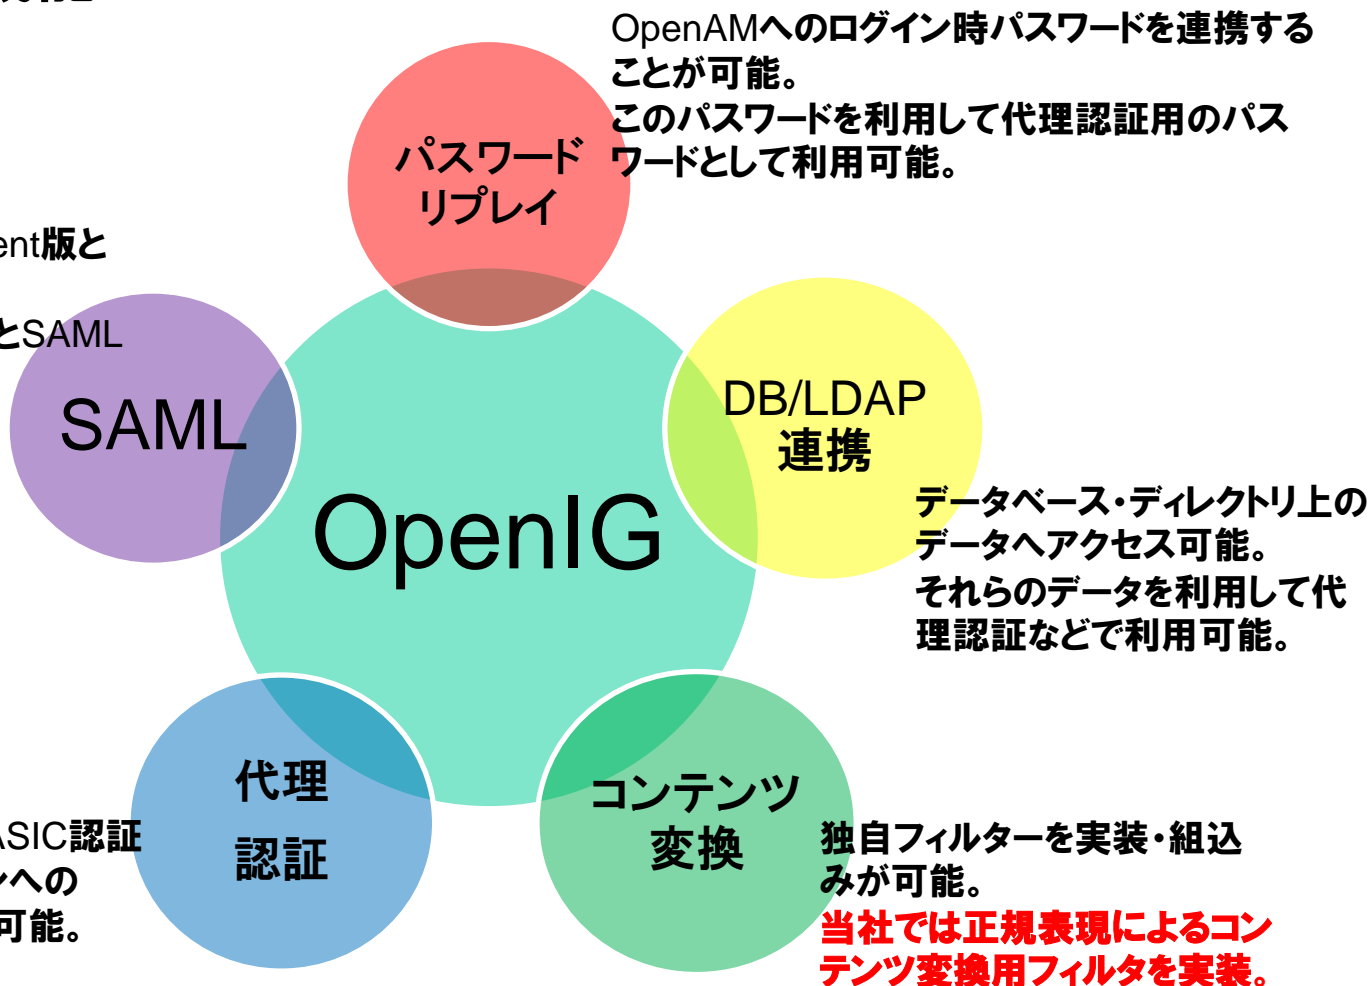 OpenAMへのログイン時パスワードを連携する
ことが可能。
このパスワードを利用して代理認証用のパス
ワードとして利用可能。
パスワード
リプレイ
ent版と
とSAML
SAML
DB/LDAP
連携
OpenIG
データベース・ディレクトリ上の
データへアクセス可能。
それらのデータを利用して代
理認証などで利用可能。
代理
認証
ASIC認証
ンへの
可能。
コンテンツ
変換
独自フィルターを実装・組込
みが可能。
当社では正規表現によるコン
テンツ変換用フィルタを実装。